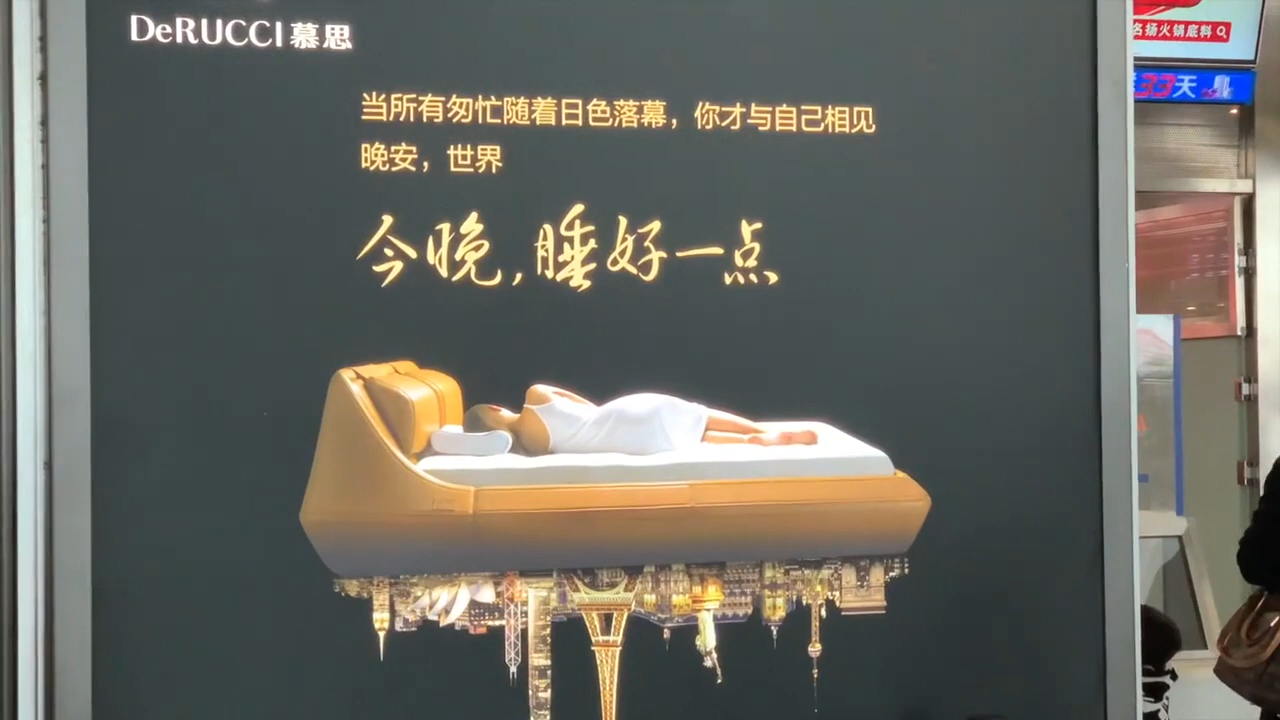 DeRUCCI 慕思
当所有匆忙随着日色落幕，你才与自己相见
晚安，世界
今晚，睡好一点
名扬火锅底料
33天